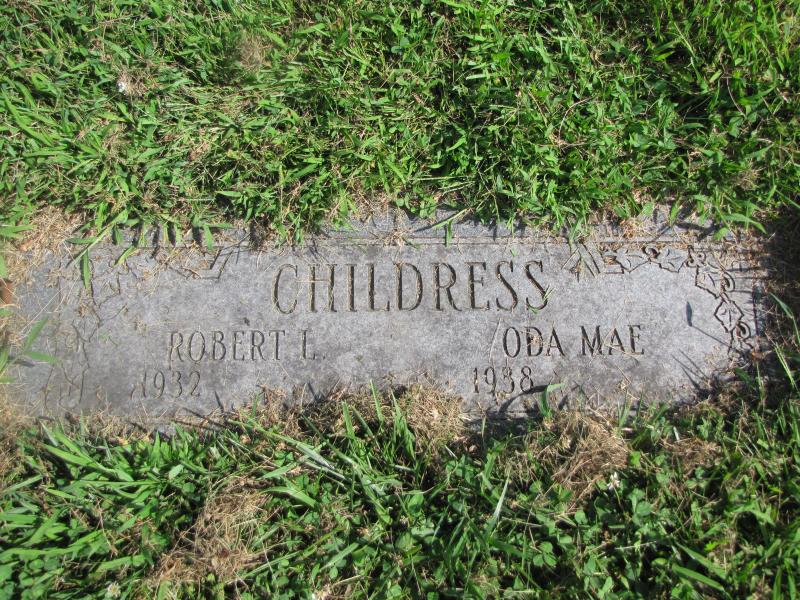 CHILDRESS
ROBERT L. ODA MAE
1932 1938